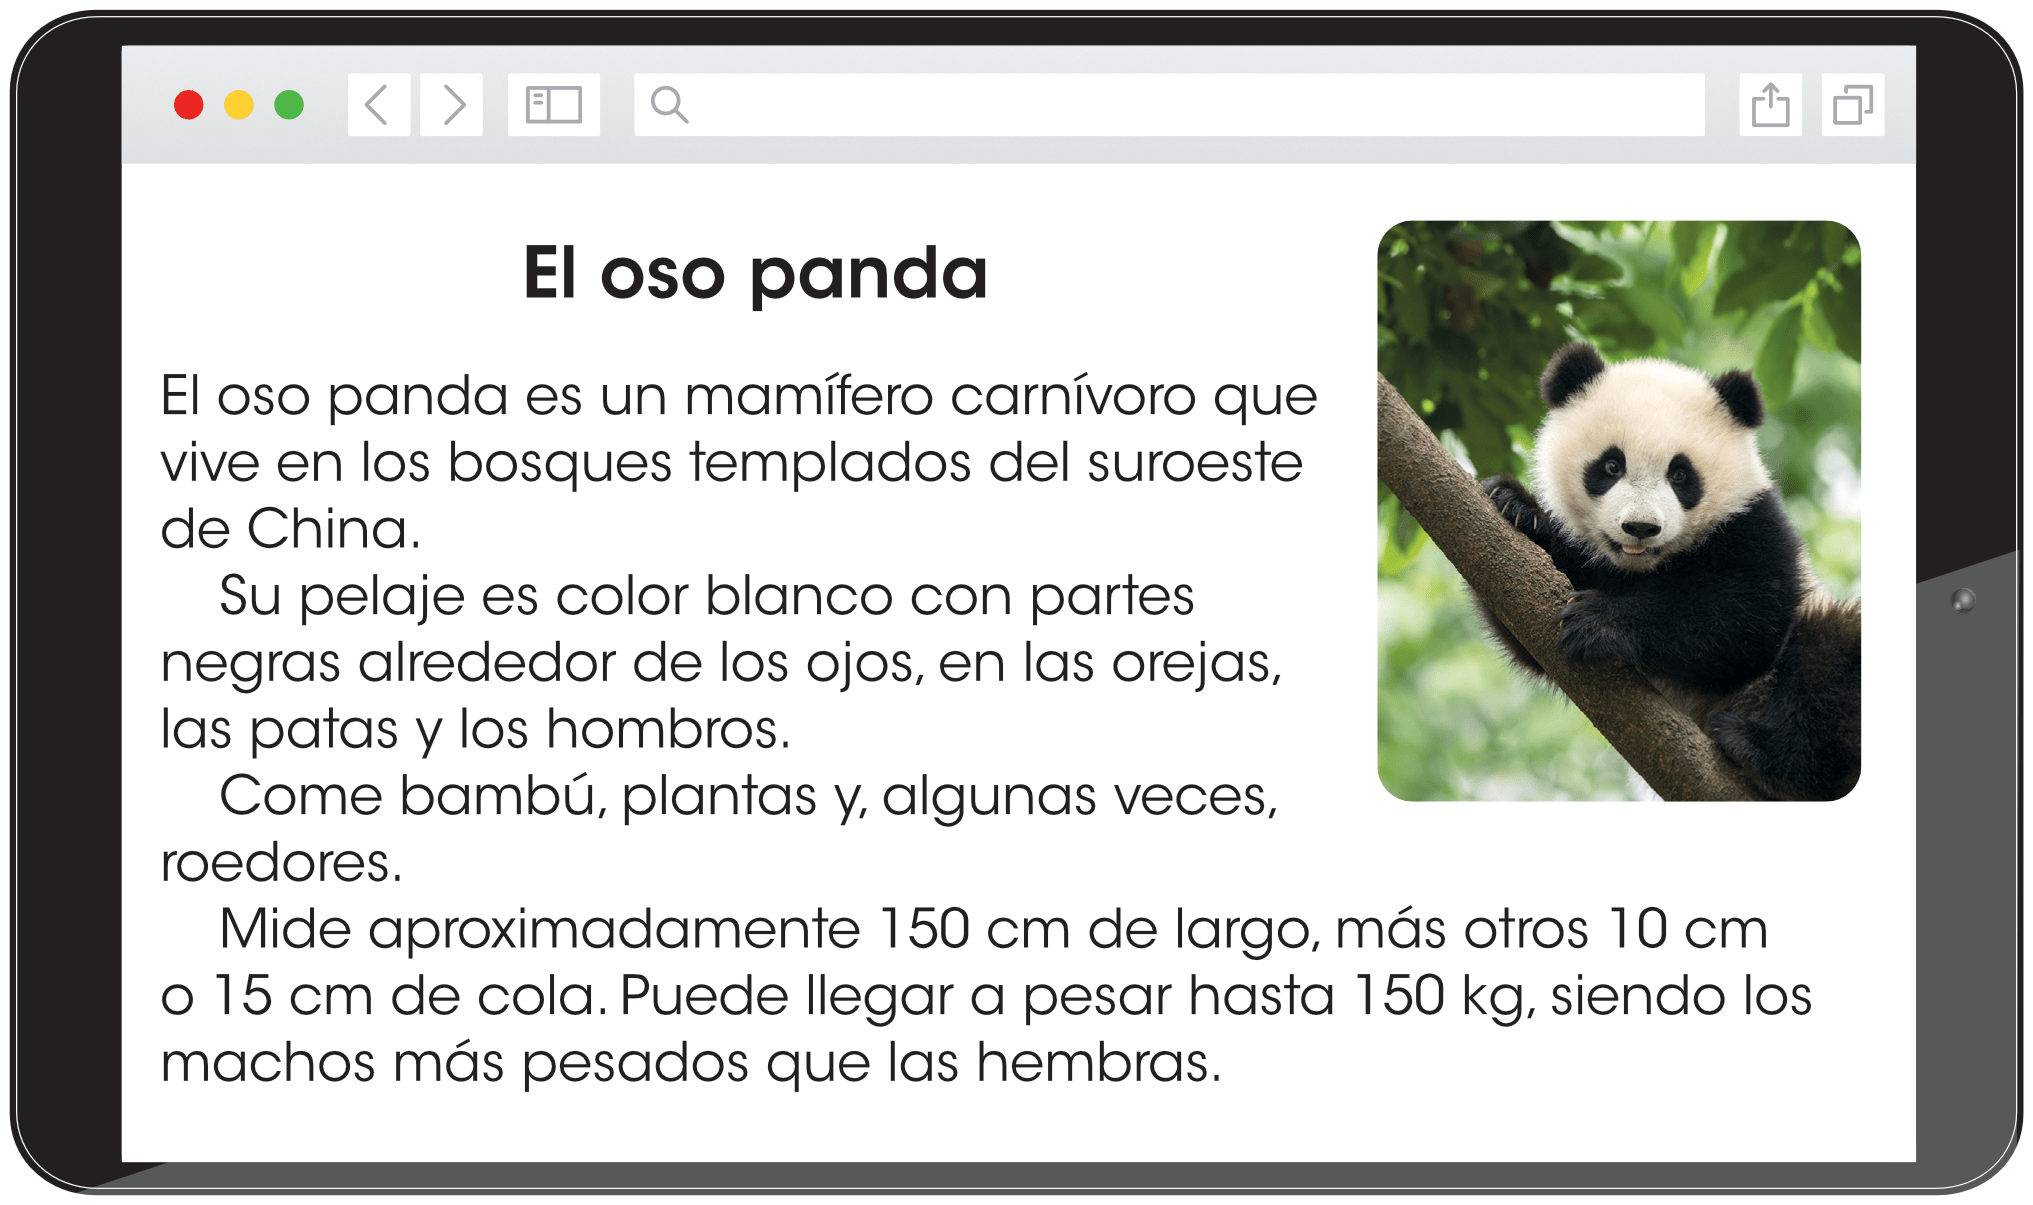 El oso panda
El oso panda es un mamífero carnívoro que
vive en los bosques templados del suroeste
de China.
Su pelaje es color blanco con partes
negras alrededor de los ojos, en las orejas,
las patas y los hombros.
Come bambú, plantas y, algunas veces,
roedores.
Mide aproximadamente 150 cm de largo, más otros 10 cm
o 15 cm de cola. Puede llegar a pesar hasta 150 kg, siendo los
machos más pesados que las hembras.